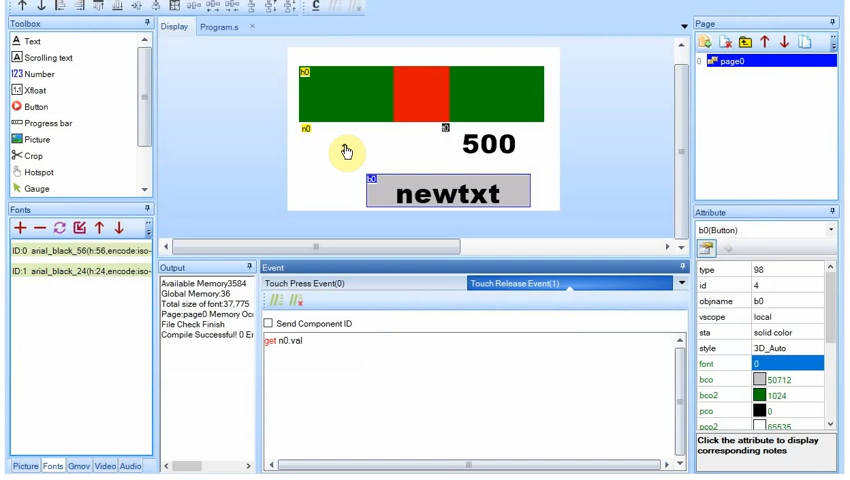 Display
Program.s
×
Toolbox
Page
A Text
Scrolling text
123 Number
Xfloat
Button
Progress bar
Picture
Crop
Hotspot
Gauge
0 page0
h0
n0
t0
500
b0
newtxt
Fonts
ID:0 arial_black_56(h:56,encode:iso-
ID:1 arial_black_24(h:24,encode:iso-
Picture Fonts Gmov Video Audio
Output
Available Memory3584
Global Memory:36
Total size of font:37,775
Page:page0 Memory Occ
File Check Finish
Compile Successful! 0 Er
Event
Touch Press Event(0)
Touch Release Event(1)
Send Component ID
get n0.val
Attribute
b0(Button)
type 98
id 4
objname b0
vscope local
sta solid color
style 3D_Auto
font 0
bco 50712
bco2 1024
pco 0
pco2 65535
Click the attribute to display
corresponding notes